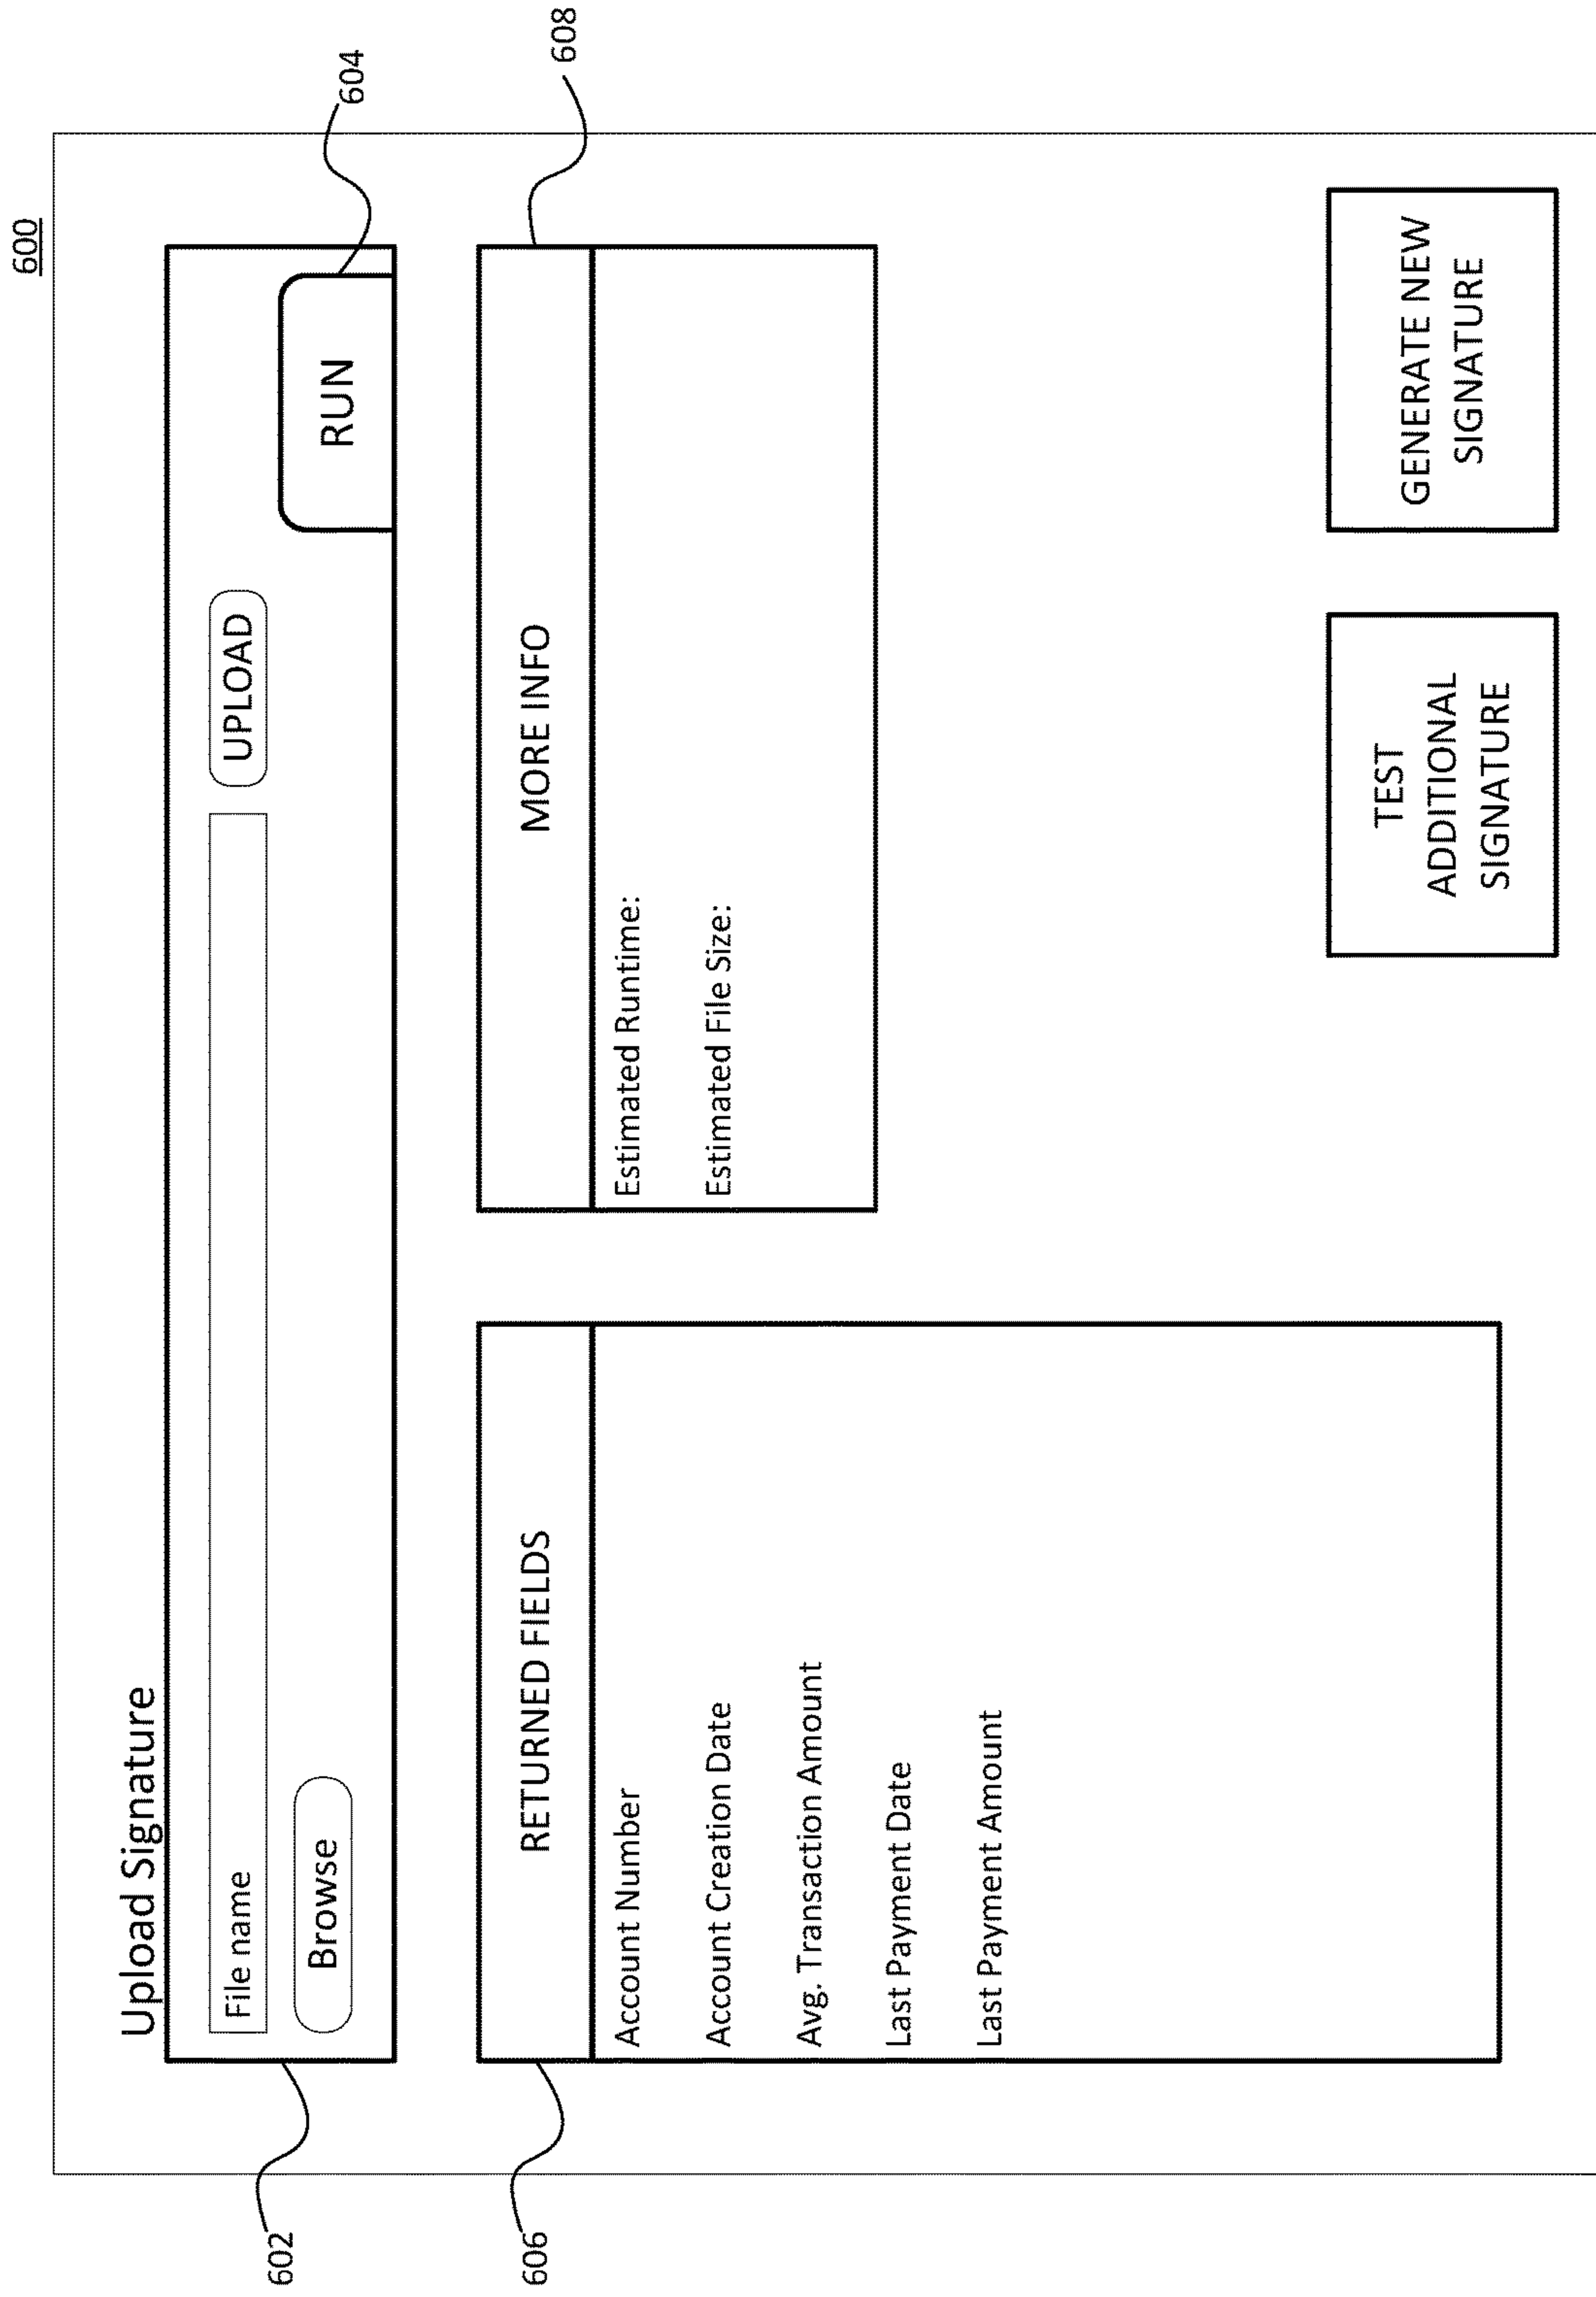 600
Upload Signature
File name
UPLOAD
Browse
RUN
602
604
RETURNED FIELDS
Account Number
Account Creation Date
Avg. Transaction Amount
Last Payment Date
Last Payment Amount
606
MORE INFO
Estimated Runtime:
Estimated File Size:
608
TEST
ADDITIONAL
SIGNATURE
GENERATE NEW
SIGNATURE